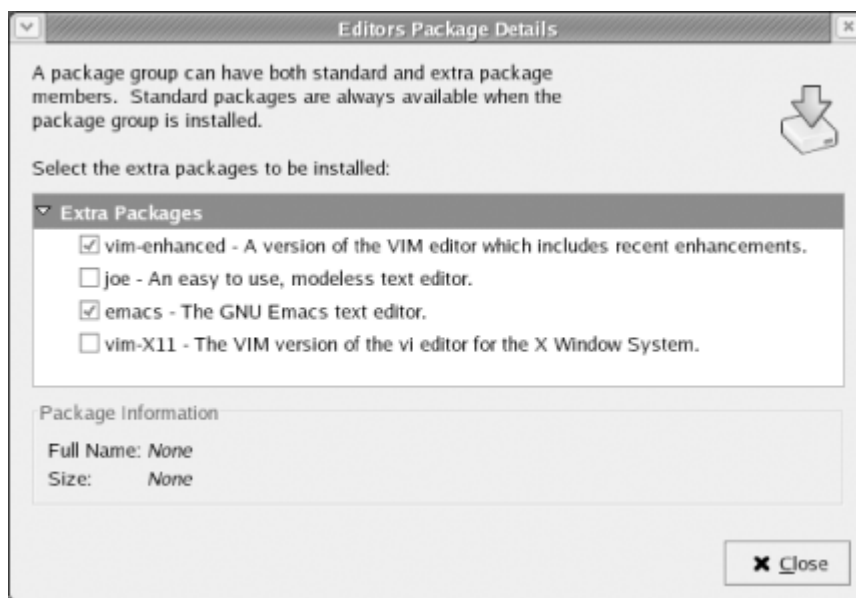 Editors Package Details
A package group can have both standard and extra package
members. Standard packages are always available when the
package group is installed.
Select the extra packages to be installed:
Extra Packages
vim-enhanced - A version of the VIM editor which includes recent enhancements.
joe - An easy to use, modeless text editor.
emacs - The GNU Emacs text editor.
vim-X11 - The VIM version of the vi editor for the X Window System.
Package Information
Full Name: None
Size: None
Close